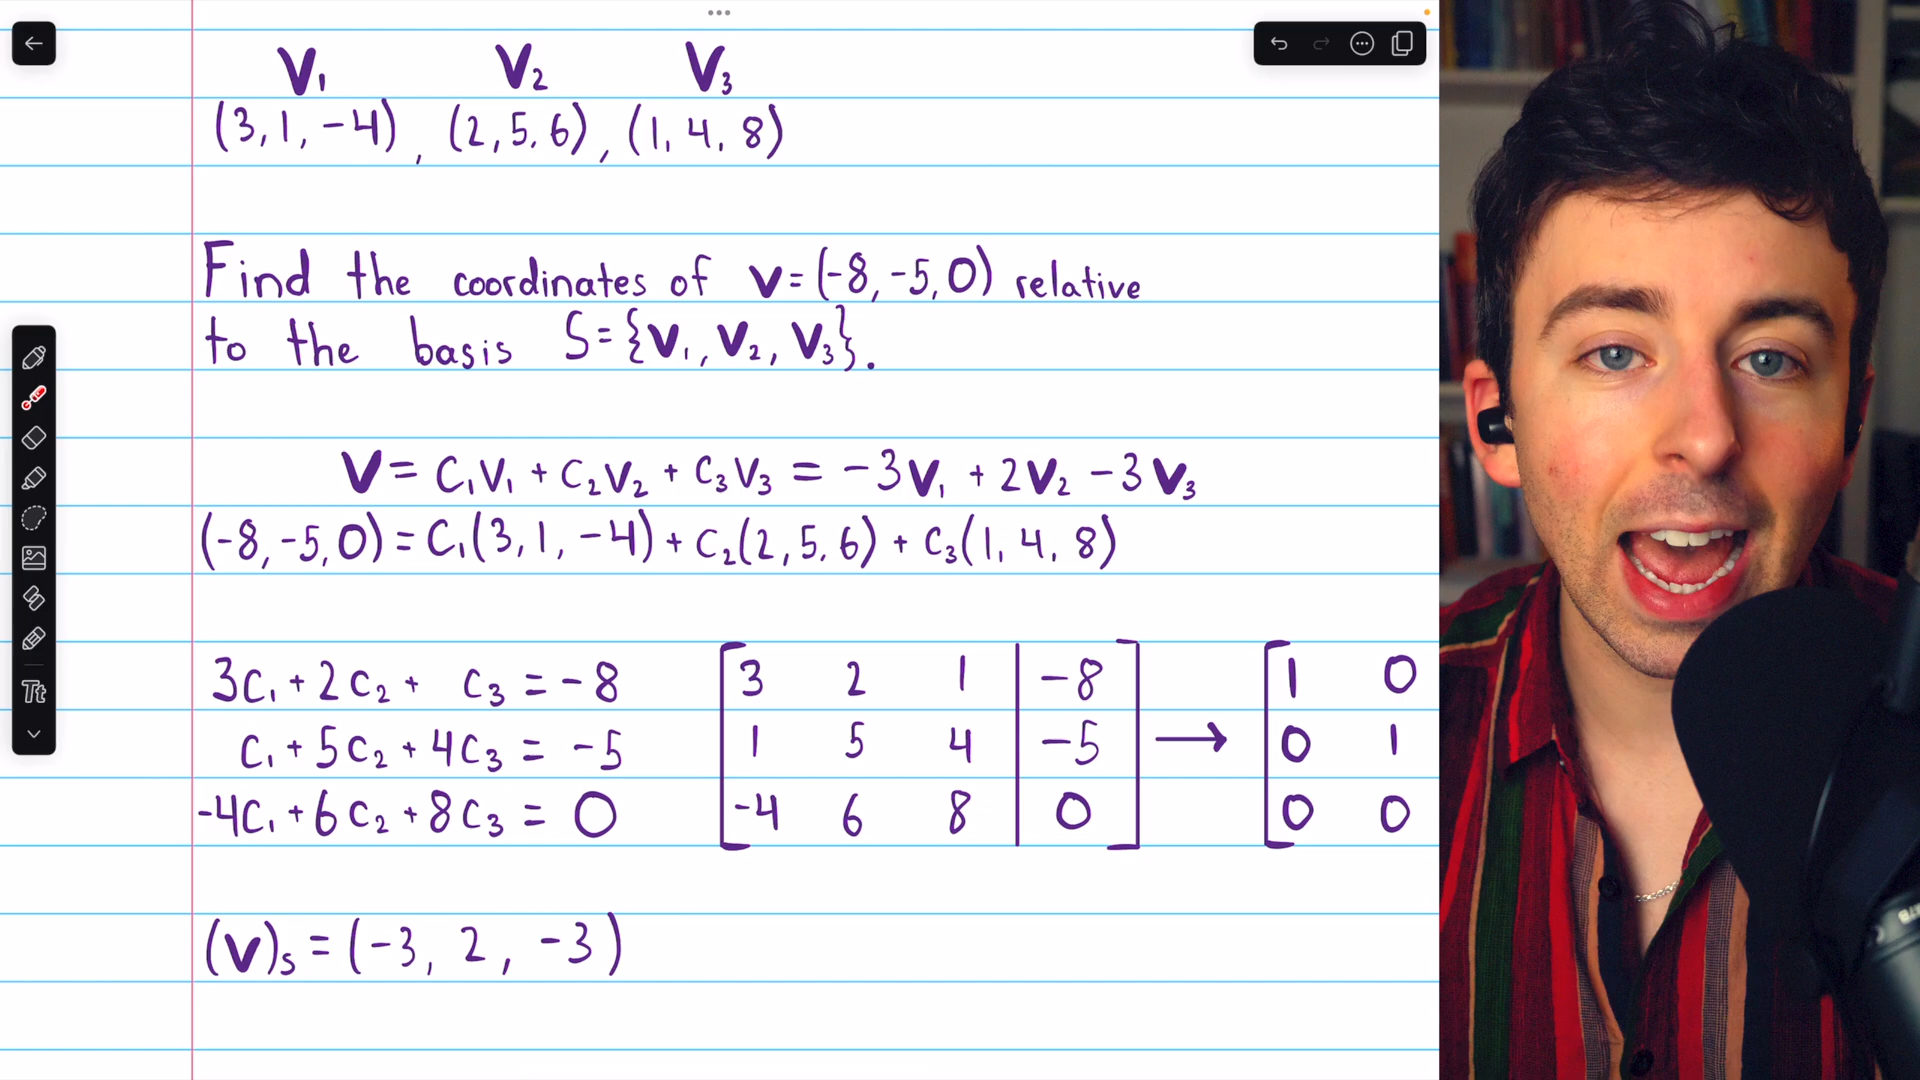 V₁ V₂ V₃
(3, 1, -4), (2, 5, 6), (1, 4, 8)
Find the coordinates of v = (-8, -5, 0) relative
to the basis S = {v₁, v₂, v₃}.
v = c₁v₁ + c₂v₂ + c₃v₃ = -3v₁ + 2v₂ - 3v₃
(-8, -5, 0) = c₁(3, 1, -4) + c₂(2, 5, 6) + c₃(1, 4, 8)
3c₁ + 2c₂ + c₃ = -8 [3 2 1 | -8] [1 0
c₁ + 5c₂ + 4c₃ = -5 [1 5 4 | -5] → [0 1
-4c₁ + 6c₂ + 8c₃ = 0 [-4 6 8 | 0] [0 0
(v)ₛ = (-3, 2, -3)
Tt